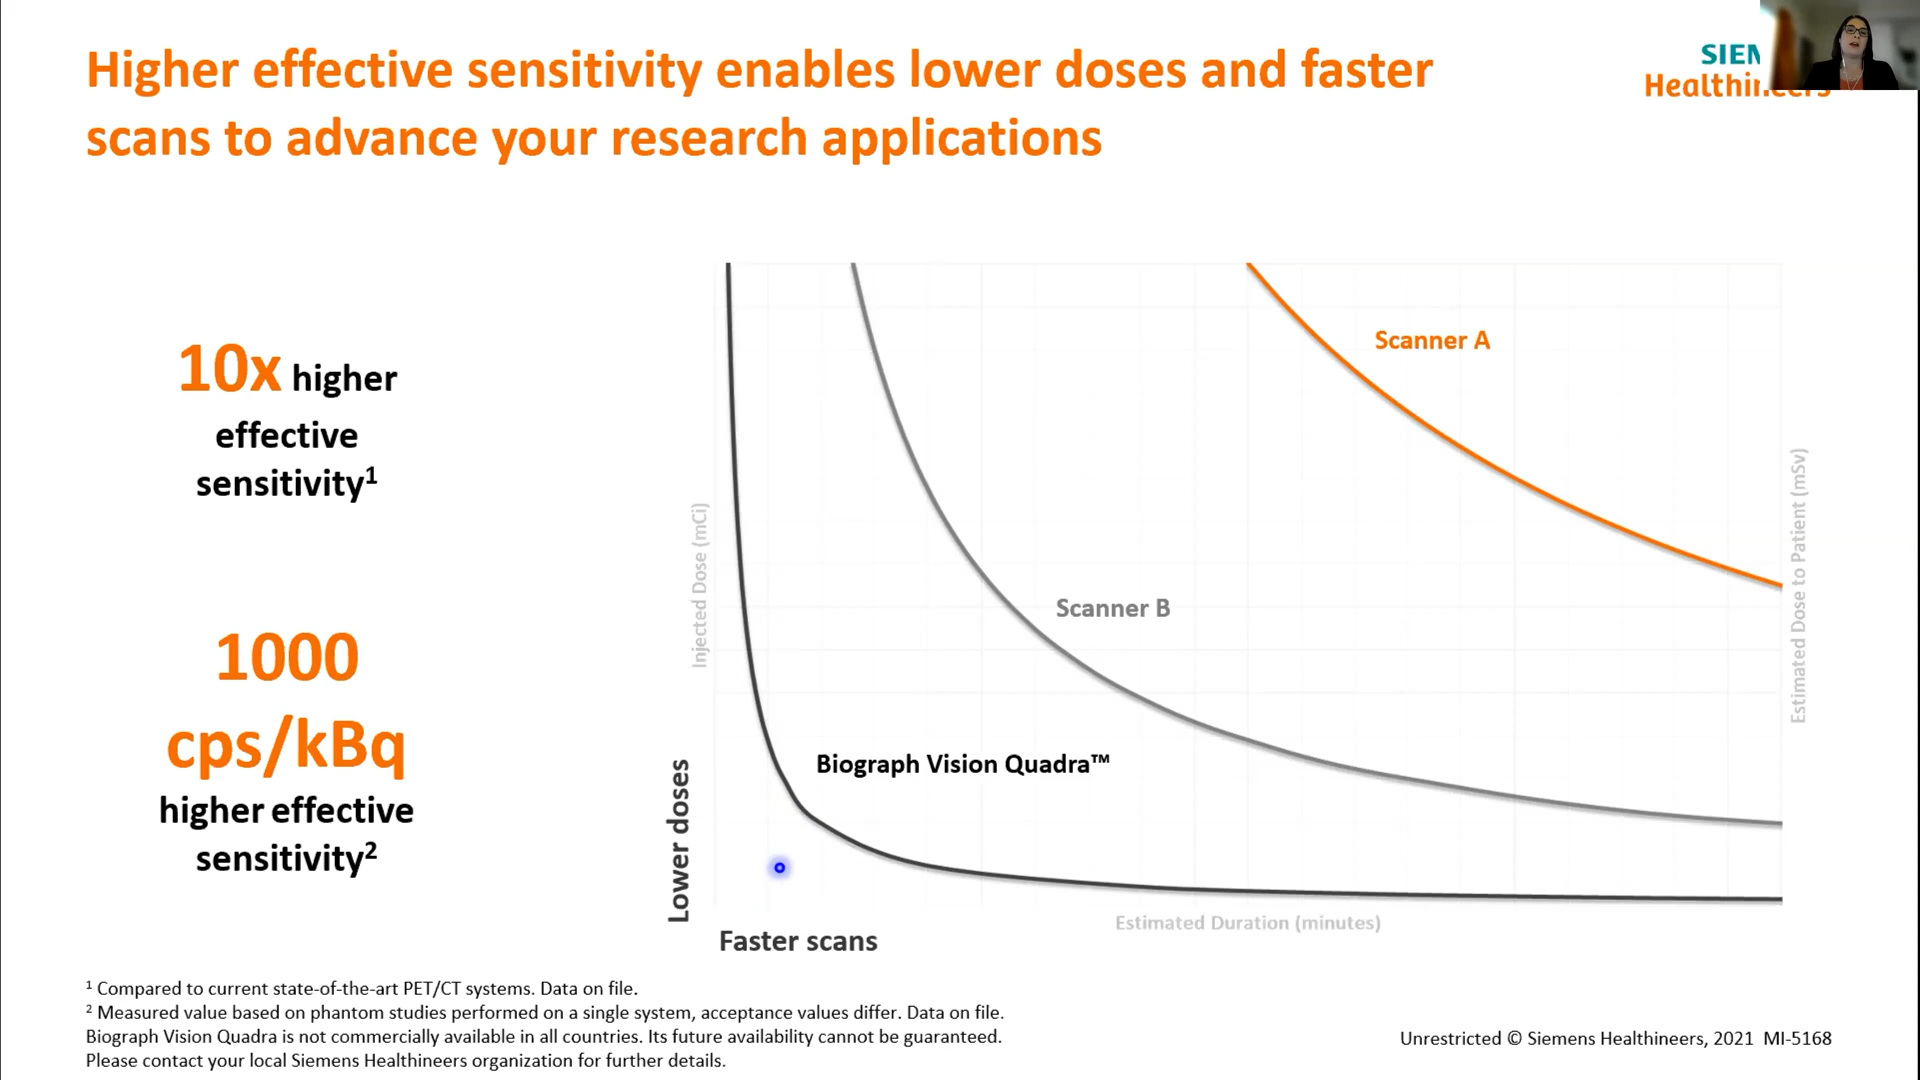 Higher effective sensitivity enables lower doses and faster
scans to advance your research applications
10x higher
effective
sensitivity1
1000
cps/kBq
higher effective
sensitivity2
Scanner A
Scanner B
Biograph Vision Quadra™
Injected Dose (mCi)
Estimated Dose to Patient (mSv)
Lower doses
Estimated Duration (minutes)
Faster scans
1 Compared to current state-of-the-art PET/CT systems. Data on file.
2 Measured value based on phantom studies performed on a single system, acceptance values differ. Data on file.
Biograph Vision Quadra is not commercially available in all countries. Its future availability cannot be guaranteed.
Please contact your local Siemens Healthineers organization for further details.
Unrestricted © Siemens Healthineers, 2021 MI-5168